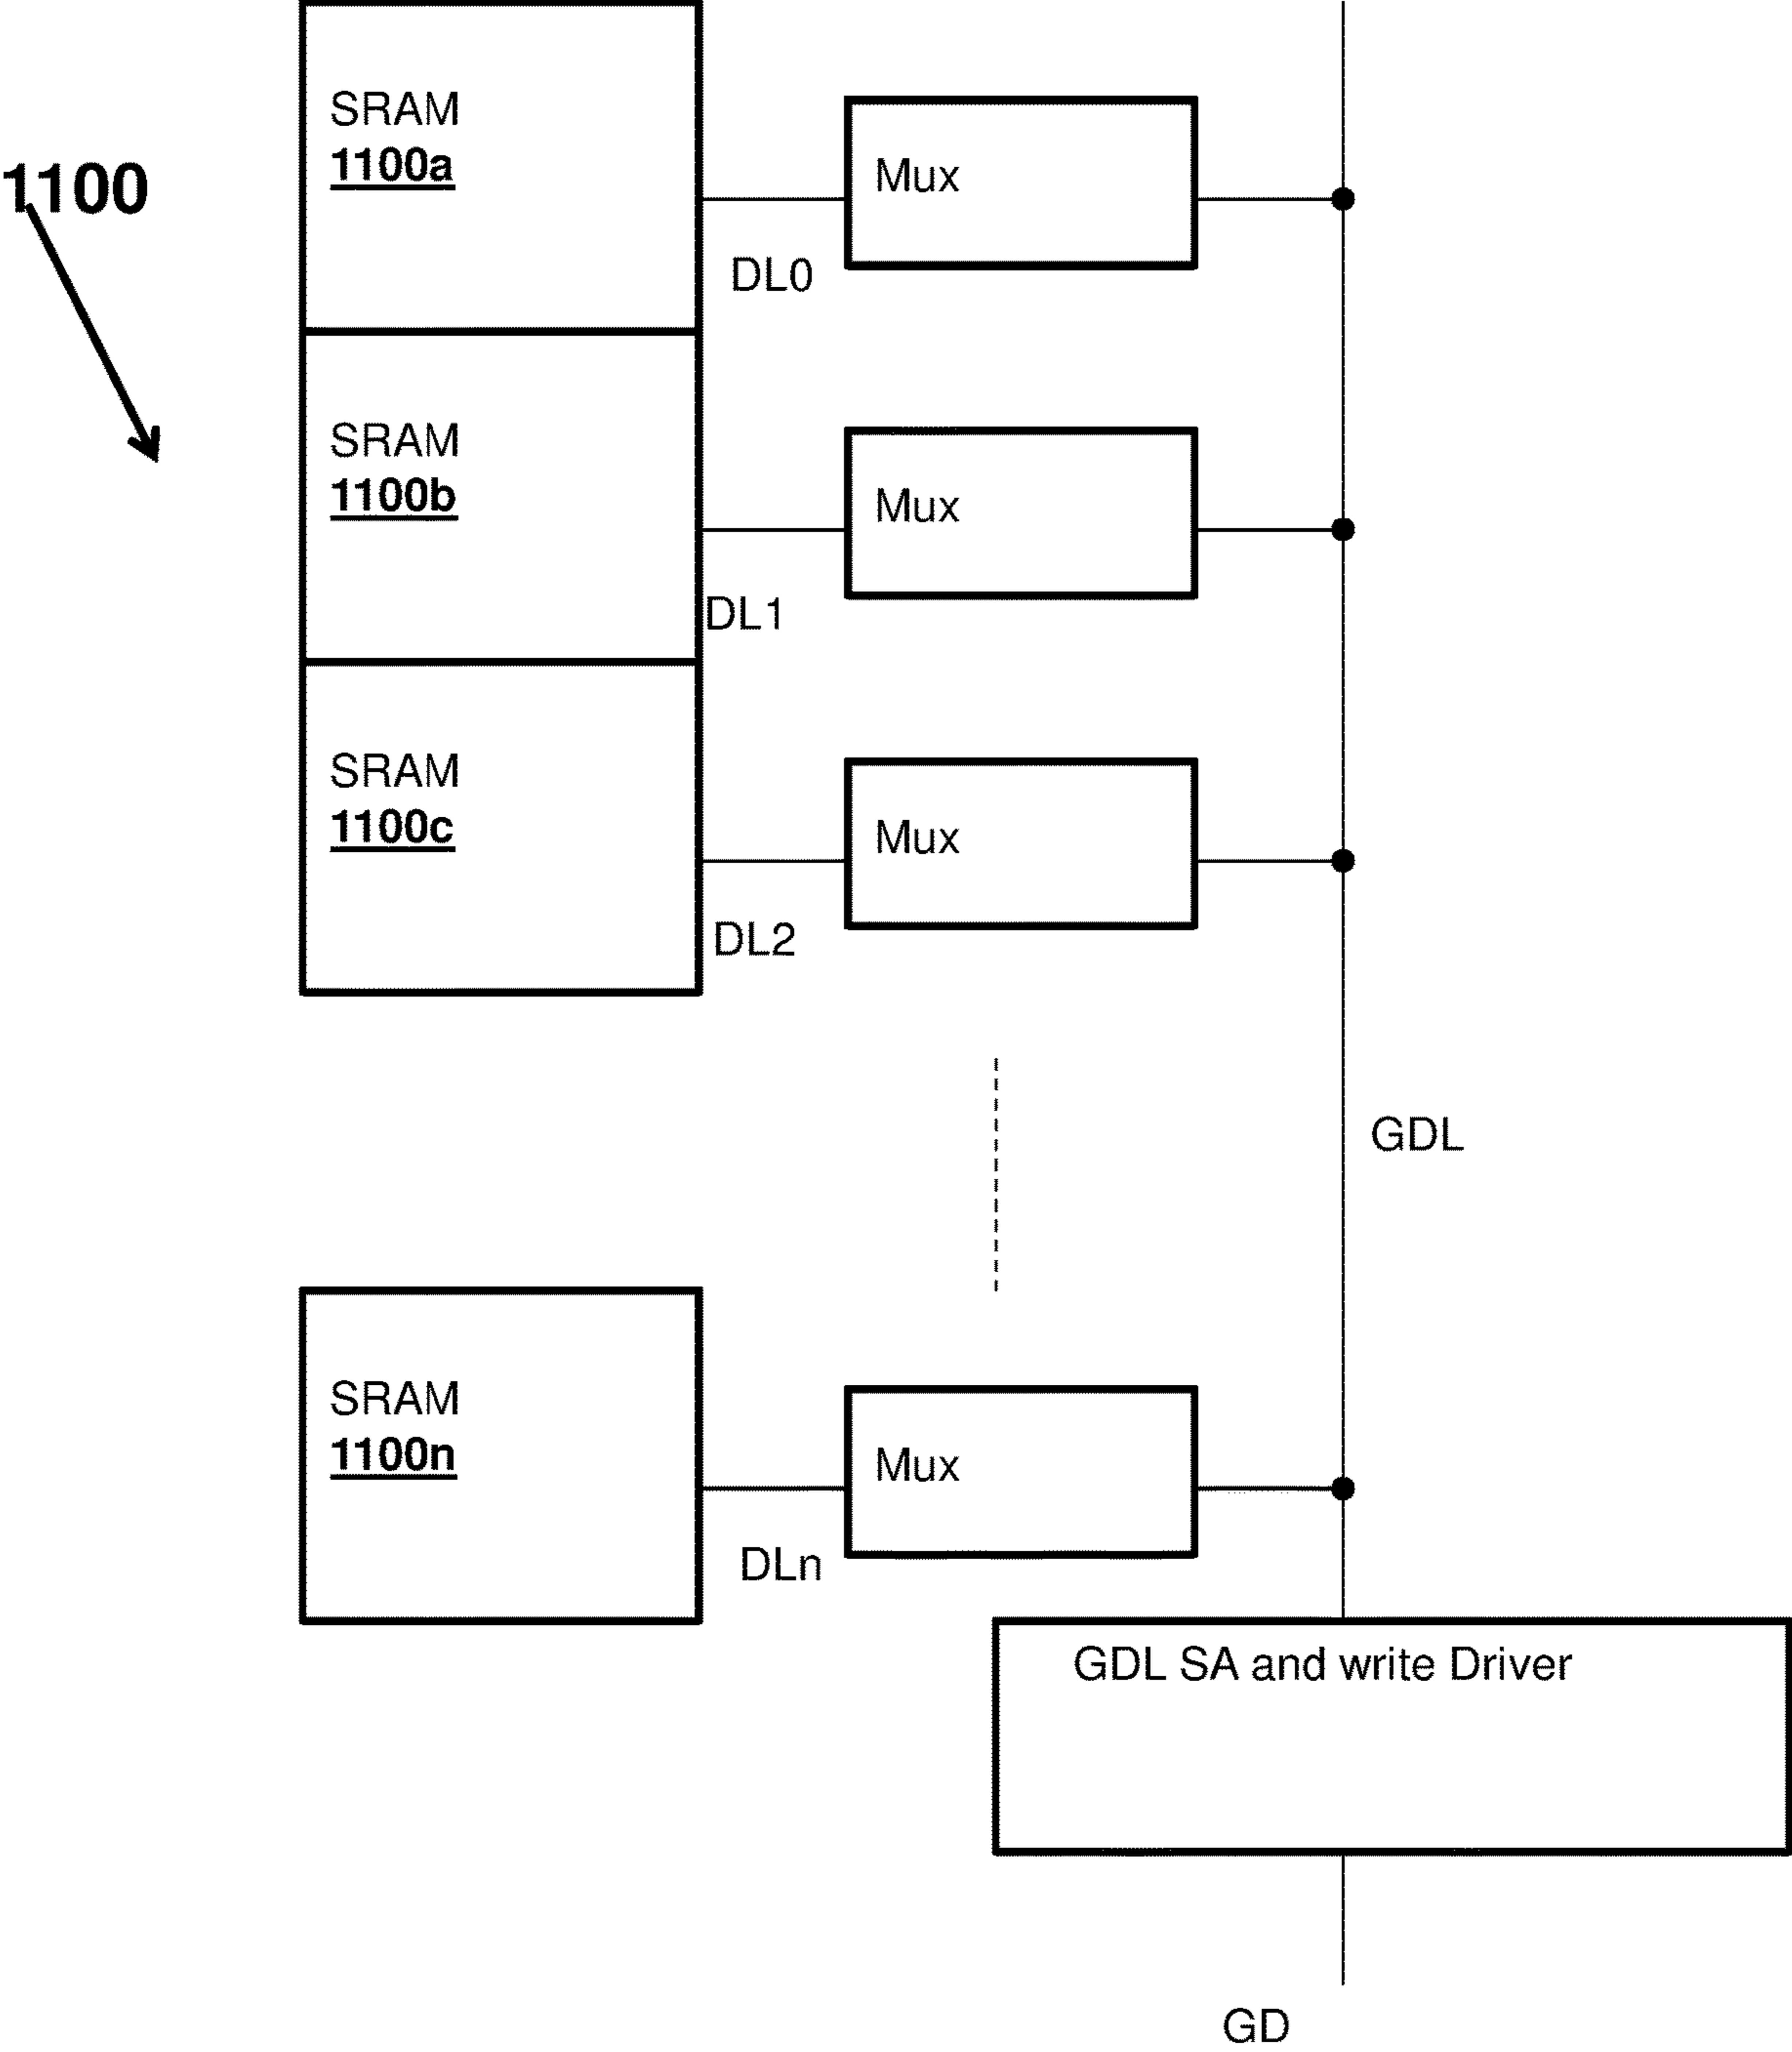 1100
SRAM
1100a
Mux
DL0
SRAM
1100b
Mux
DL1
SRAM
1100c
Mux
DL2
GDL
SRAM
1100n
Mux
DLn
GDL SA and write Driver
GD